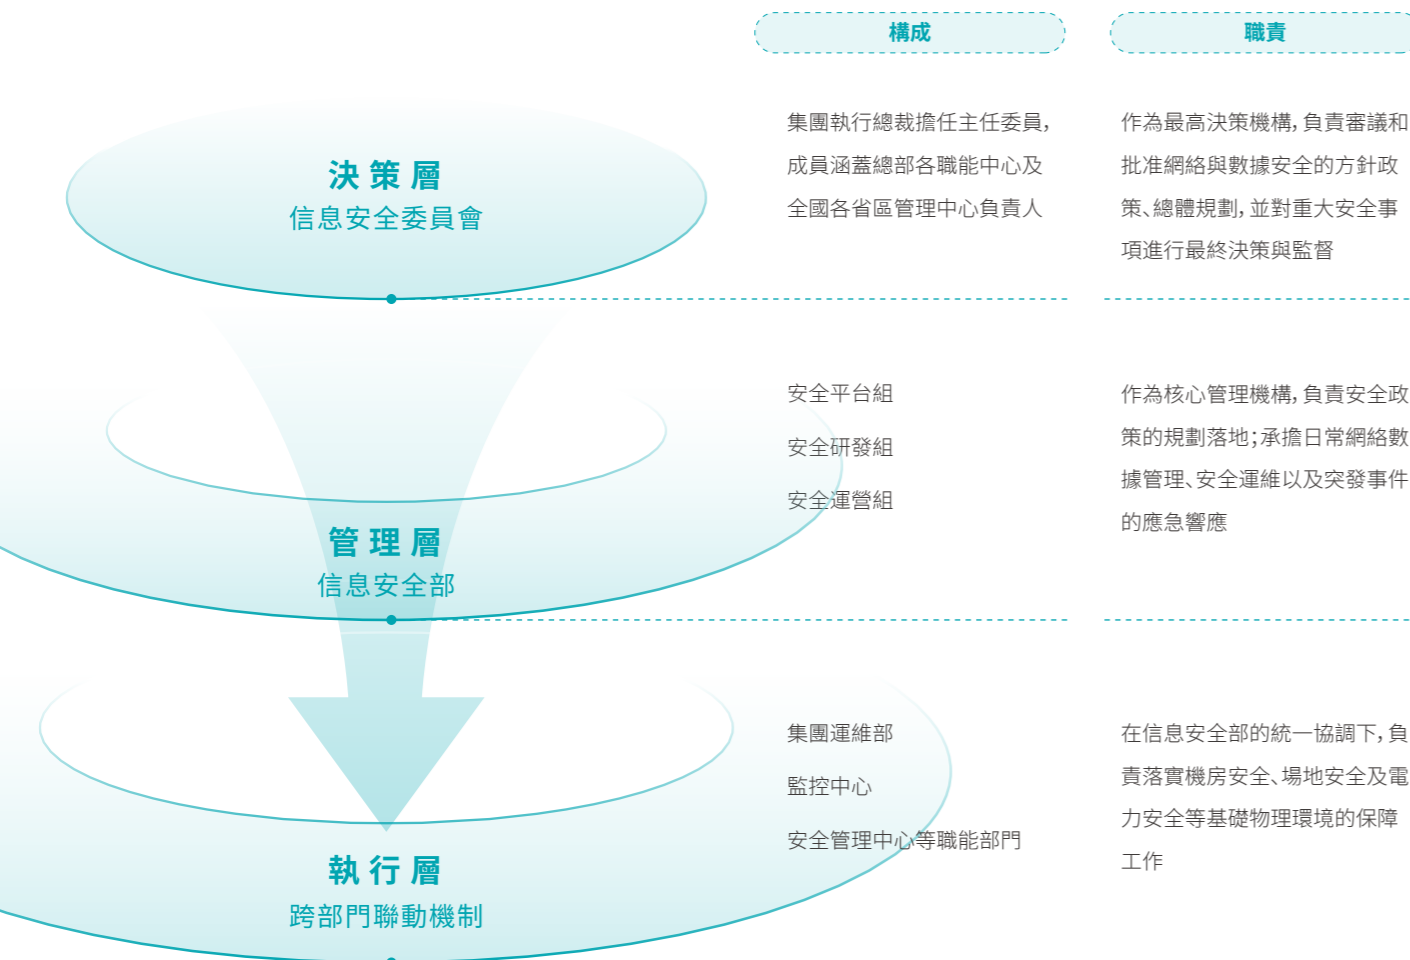 構成
職責
決策層
信息安全委員會
集團執行總裁擔任主任委員，
成員涵蓋總部各職能中心及
全國各省區管理中心負責人
作為最高決策機構，負責審議和
批准網絡與數據安全的方針政
策、總體規劃，並對重大安全事
項進行最終決策與監督
管理層
信息安全部
安全平台組
安全研發組
安全運營組
作為核心管理機構，負責安全政
策的規劃落地；承擔日常網絡數
據管理、安全運維以及突發事件
的應急響應
執行層
跨部門聯動機制
集團運維部
監控中心
安全管理中心等職能部門
在信息安全部的統一協調下，負
責落實機房安全、場地安全及電
力安全等基礎物理環境的保障
工作